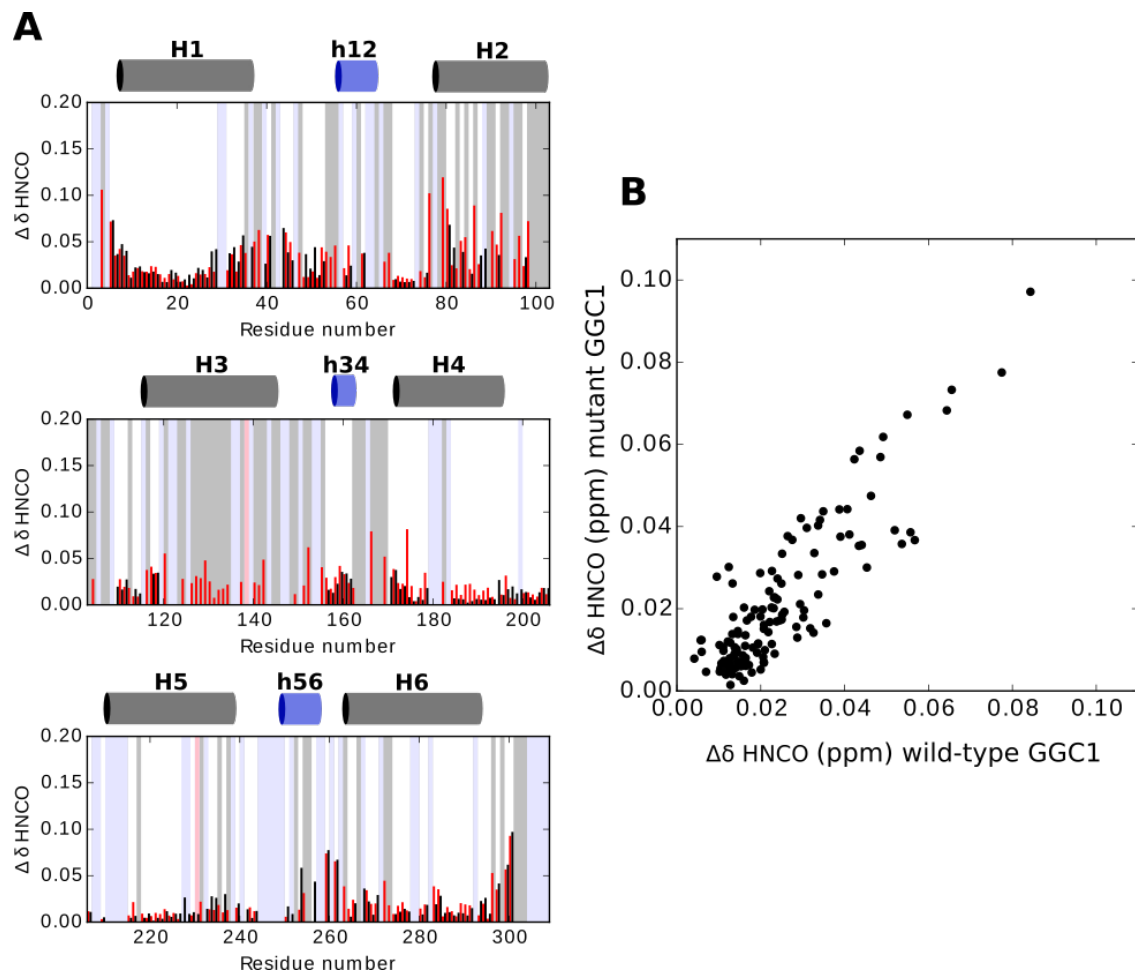 A
H1 h12 H2
0.20
0.15
0.10
0.05
0.00
Δ δ HNCO
0 20 40 60 80 100
Residue number
H3 h34 H4
0.20
0.15
0.10
0.05
0.00
Δ δ HNCO
120 140 160 180 200
Residue number
H5 h56 H6
0.20
0.15
0.10
0.05
0.00
Δ δ HNCO
220 240 260 280 300
Residue number
B
0.10
0.08
0.06
0.04
0.02
0.00
Δδ HNCO (ppm) mutant GGC1
0.00 0.02 0.04 0.06 0.08 0.10
Δδ HNCO (ppm) wild-type GGC1